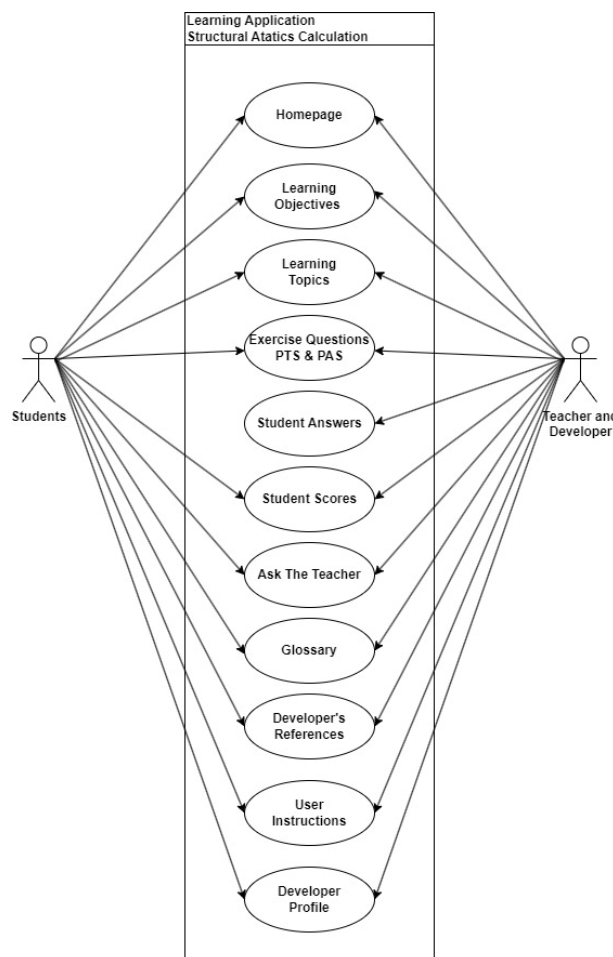 Learning Application
Structural Atatics Calculation
Homepage
Learning
Objectives
Learning
Topics
Exercise Questions
PTS & PAS
Students
Teacher and
Developer
Student Answers
Student Scores
Ask The Teacher
Glossary
Developer's
References
User
Instructions
Developer
Profile